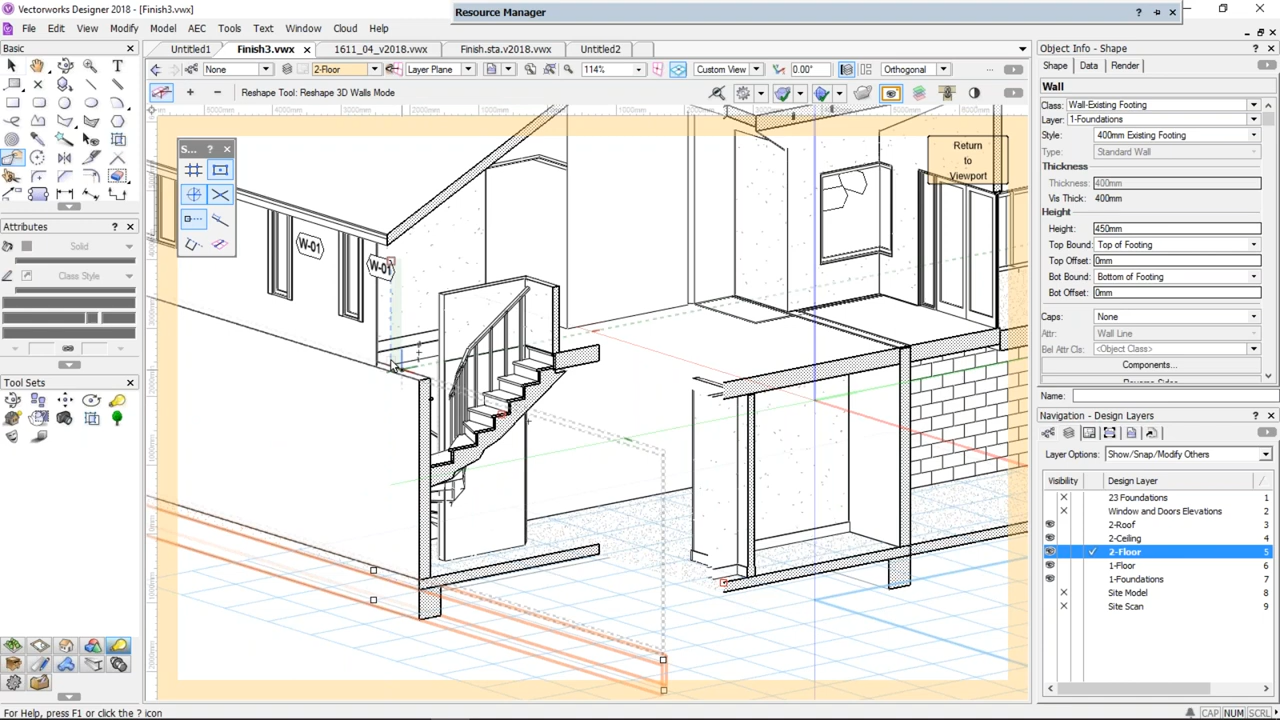 Vectorworks Designer 2018 - [Finish3.vwx]
Resource Manager
File Edit View Modify Model AEC Tools Text Window Cloud Help
Basic
Untitled1 Finish3.vwx 1611_04_v2018.vwx Finish.sta.v2018.vwx Untitled2
None 2-Floor Layer Plane 114% Custom View 0.00° Orthogonal
Reshape Tool: Reshape 3D Walls Mode
S...
Return
to
Viewport
W-01
W-01
Attributes
Solid
Class Style
Tool Sets
Object Info - Shape
Shape Data Render
Wall
Class: Wall-Existing Footing
Layer: 1-Foundations
Style: 400mm Existing Footing
Type: Standard Wall
Thickness
Thickness: 400mm
Vis Thick: 400mm
Height
Height: 450mm
Top Bound: Top of Footing
Top Offset: 0mm
Bot Bound: Bottom of Footing
Bot Offset: 0mm
Caps: None
Attr: Wall Line
Bel Attr Cls: <Object Class>
Components...
Name:
Navigation - Design Layers
Layer Options: Show/Snap/Modify Others
Visibility Design Layer
23 Foundations 1
Window and Doors Elevations 2
2-Roof 3
2-Ceiling 4
2-Floor 5
1-Floor 6
1-Foundations 7
Site Model 8
Site Scan 9
For Help, press F1 or click the ? icon
CAP NUM SCRL